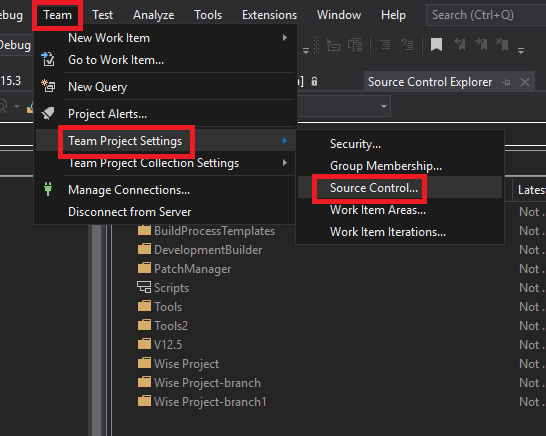 ebug Team Test Analyze Tools Extensions Window Help Search (Ctrl+Q)
Debug
New Work Item
Go to Work Item...
15.3
New Query
Source Control Explorer
Project Alerts...
Team Project Settings
Team Project Collection Settings
Manage Connections...
Disconnect from Server
Security...
Group Membership...
Source Control...
Work Item Areas...
Work Item Iterations...
Latest
BuildProcessTemplates
Not ...
DevelopmentBuilder
Not ...
PatchManager
Not ...
Scripts
Not ...
Tools
Not ...
Tools2
Not ...
V12.5
Not ...
Wise Project
Not ...
Wise Project-branch
Not ...
Wise Project-branch1
Not ...